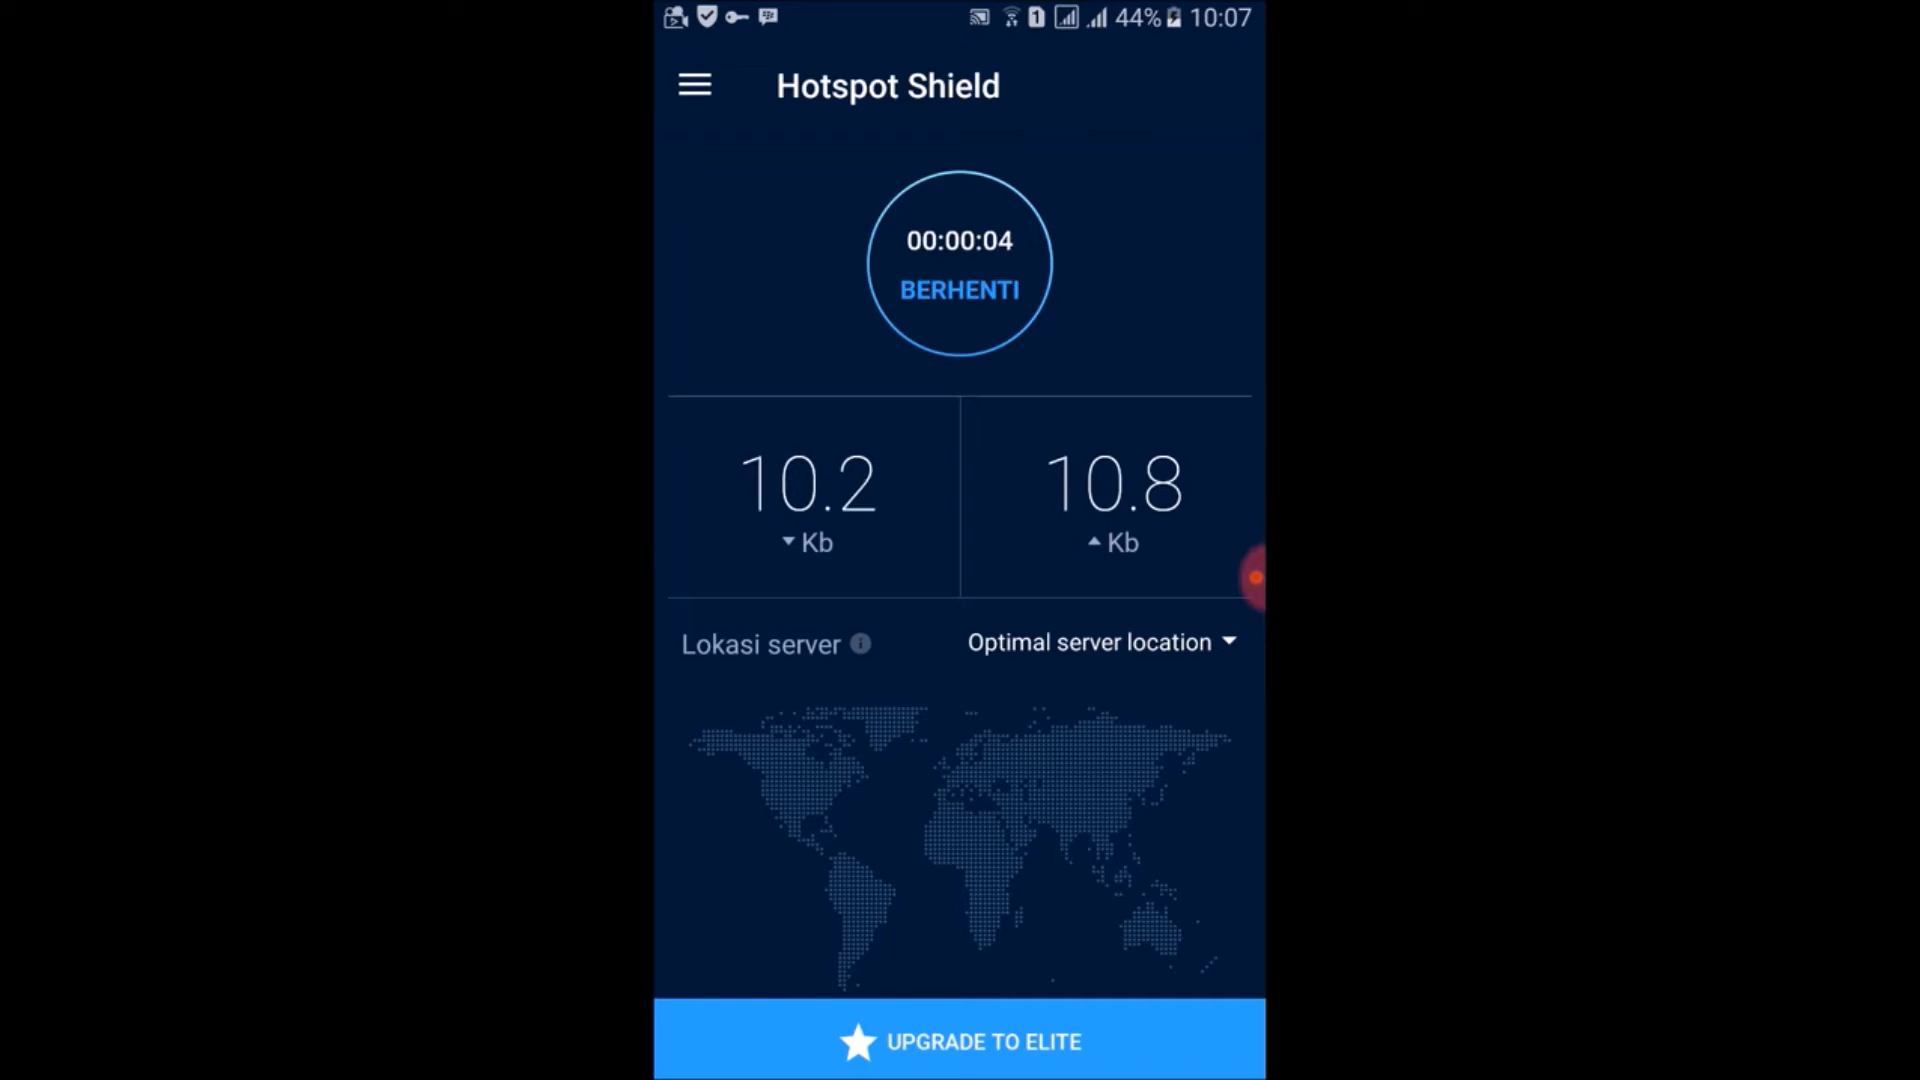 1 44% 10:07
Hotspot Shield
00:00:04
BERHENTI
10.2 10.8
Kb Kb
Lokasi server Optimal server location
UPGRADE TO ELITE